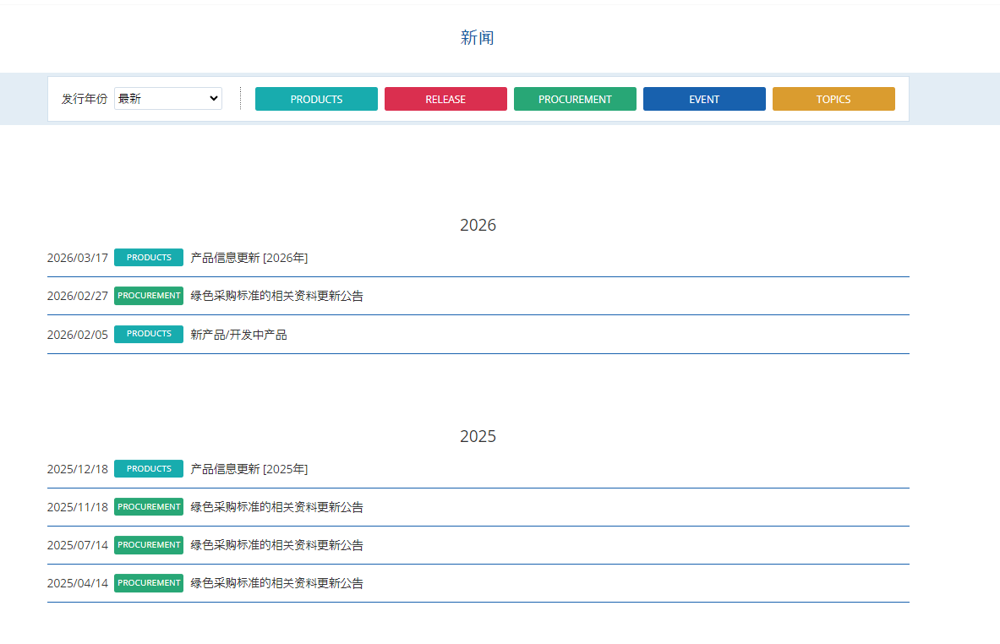 新闻
发行年份 最新 PRODUCTS RELEASE PROCUREMENT EVENT TOPICS
2026
2026/03/17 PRODUCTS 产品信息更新 [2026年]
2026/02/27 PROCUREMENT 绿色采购标准的相关资料更新公告
2026/02/05 PRODUCTS 新产品/开发中产品
2025
2025/12/18 PRODUCTS 产品信息更新 [2025年]
2025/11/18 PROCUREMENT 绿色采购标准的相关资料更新公告
2025/07/14 PROCUREMENT 绿色采购标准的相关资料更新公告
2025/04/14 PROCUREMENT 绿色采购标准的相关资料更新公告